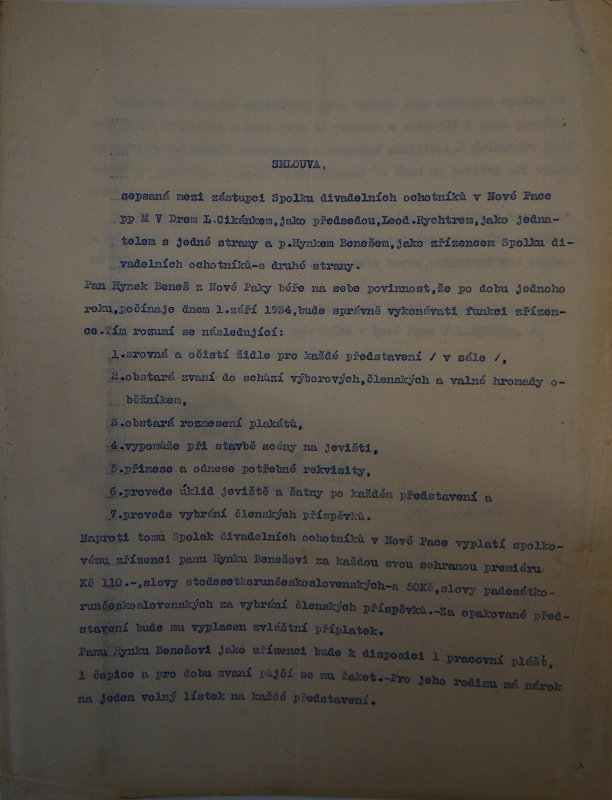 SMLOUVA.
sepsaná mezi zástupci Spolku divadelních ochotníků v Nové Pace
pp M V Drem L.Cikánkem,jako předsedou,Leod.Rychtrem,jako jedna-
telem s jedné strany a p.Hynkem Benešem,jako zřízencem Spolku di-
vadelních ochotníků-s druhé strany.
Pan Hynek Beneš z Nové Paky béře na sebe povinnost,že po dobu jednoho
roku,počínaje dnem 1.září 1934,bude správně vykonávati funkci zřízen-
ce.Tím rozumí se následující:
1.srovná a očistí židle pro každé představení / v sále /,
2.obstará zvaní do schůzí výborových,členských a valné hromady o-
běžníkem,
3.obstará roznesení plakátů,
4.vypomůže při stavbě scény na jevišti,
5.přinese a odnese potřebné rekvisity,
6.provede úklid jeviště a šatny po každém představení a
7.provede vybrání členských příspěvků.
Naproti tomu Spolek divadelních ochotníků v Nové Pace vyplatí spolko-
vému zřízenci panu Hynku Benešovi za každou svou sehranou premiéru
Kč 110.-,slovy stodesetkorunčeskoslovenských-a 50Kč,slovy padesátko-
runčeskoslovenských za vybrání členských příspěvků.-Za opakované před-
stavení bude mu vyplacen zvláštní příplatek.
Panu Hynku Benešovi jako zřízenci bude k disposici 1 pracovní plášť,
1 čepice a pro dobu zvaní půjčí se mu žaket.-Pro jeho rodinu má nárok
na jeden volný lístek na každé představení.